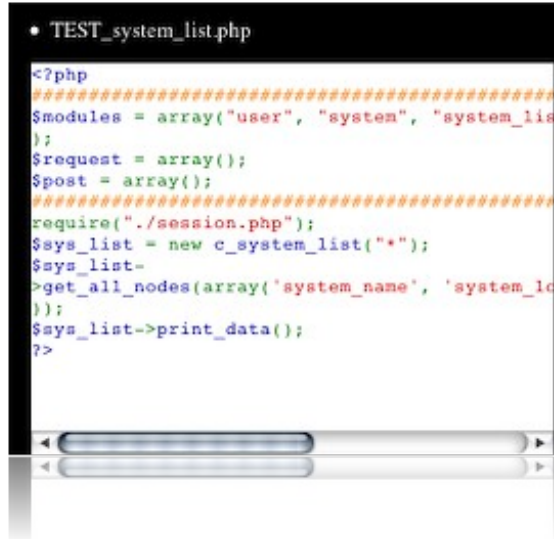 • TEST_system_list.php
<?php
##############################################
$modules = array("user", "system", "system_lis
);
$request = array();
$post = array();
##############################################
require("./session.php");
$sys_list = new c_system_list("*");
$sys_list-
>get_all_nodes(array('system_name', 'system_lo
));
$sys_list->print_data();
?>